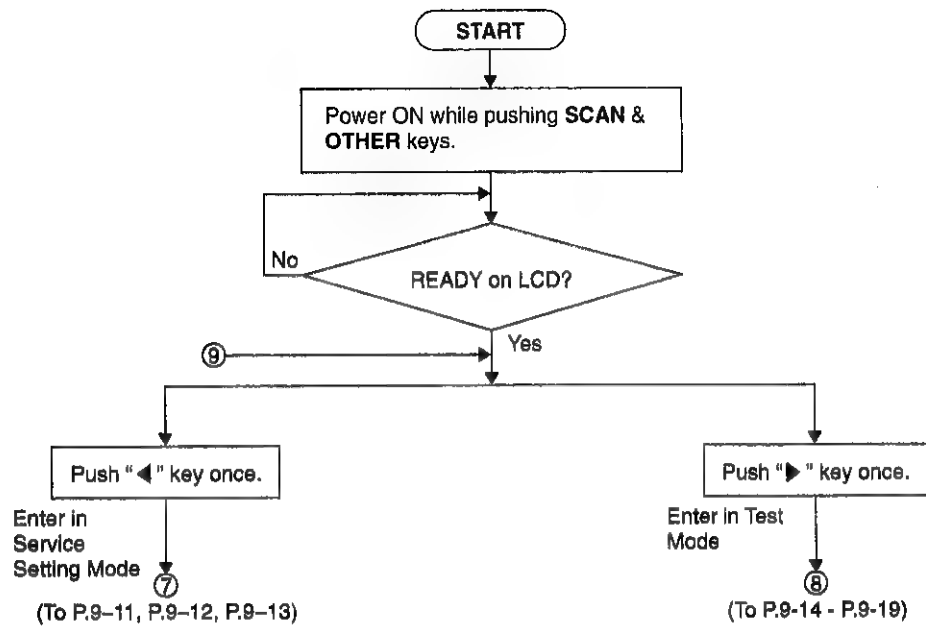 START
Power ON while pushing SCAN &
OTHER keys.
No
READY on LCD?
Yes
⑨
Push "◀" key once.
Push "▶" key once.
Enter in
Service
Setting Mode
Enter in Test
Mode
⑦
⑧
(To P.9–11, P.9–12, P.9–13)
(To P.9-14 - P.9-19)